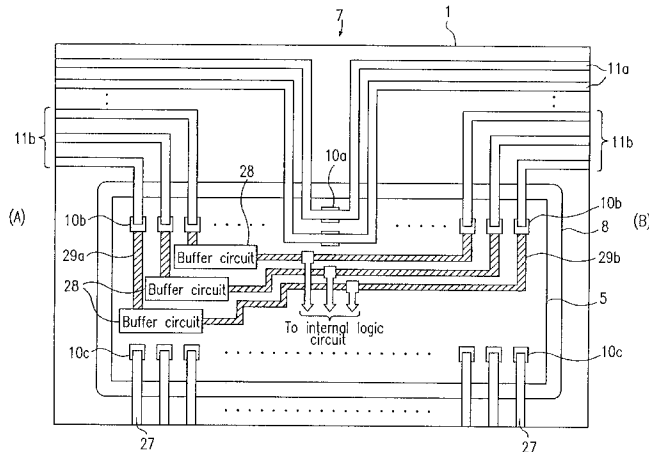 7
1
11a
11b
11b
10a
28
(A)
(B)
10b
10b
8
29a
29b
Buffer circuit
28
Buffer circuit
5
Buffer circuit
To internal logic
circuit
10c
10c
27
27